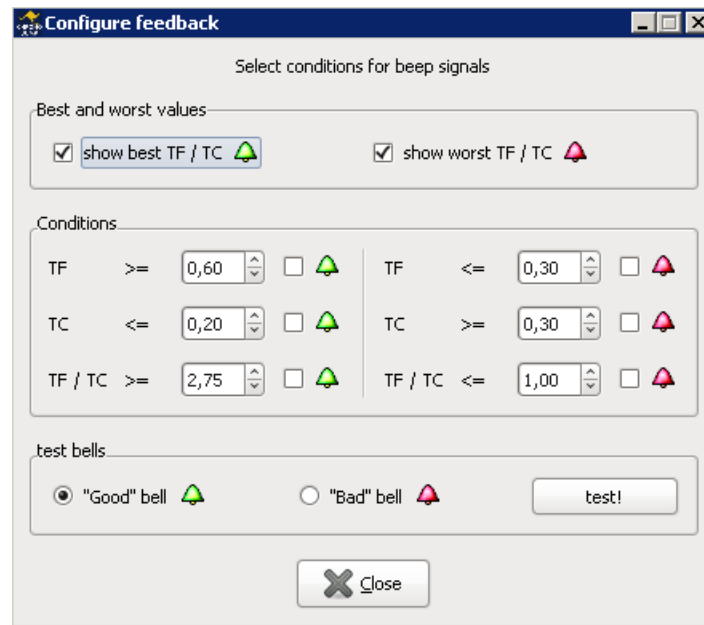 Configure feedback
Select conditions for beep signals
Best and worst values
show best TF / TC
show worst TF / TC
Conditions
TF >= 0,60 TF <= 0,30
TC <= 0,20 TC >= 0,30
TF / TC >= 2,75 TF / TC <= 1,00
test bells
"Good" bell "Bad" bell test!
Close